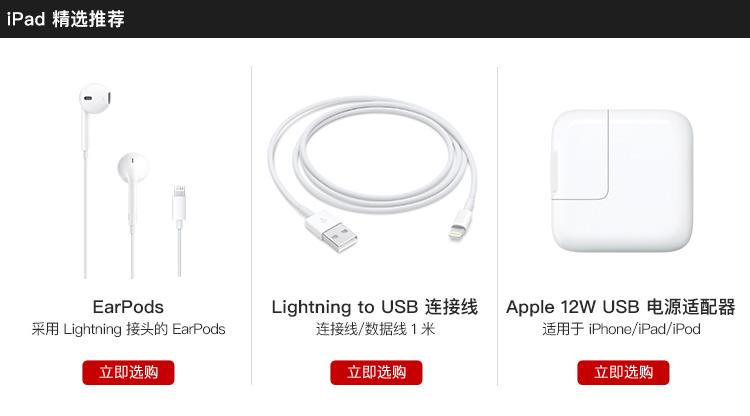 iPad 精选推荐
EarPods
采用 Lightning 接头的 EarPods
立即选购
Lightning to USB 连接线
连接线/数据线 1 米
立即选购
Apple 12W USB 电源适配器
适用于 iPhone/iPad/iPod
立即选购